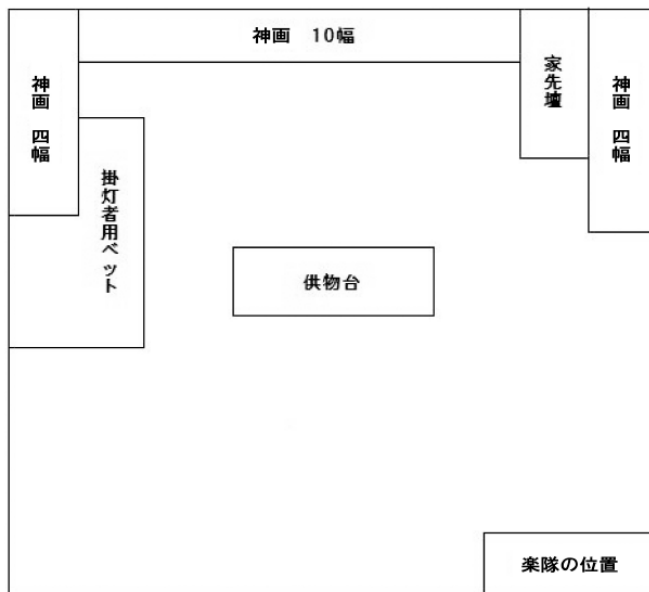 神画　10幅
神画　四幅
家先壇
神画　四幅
掛灯者用ベット
供物台
楽隊の位置